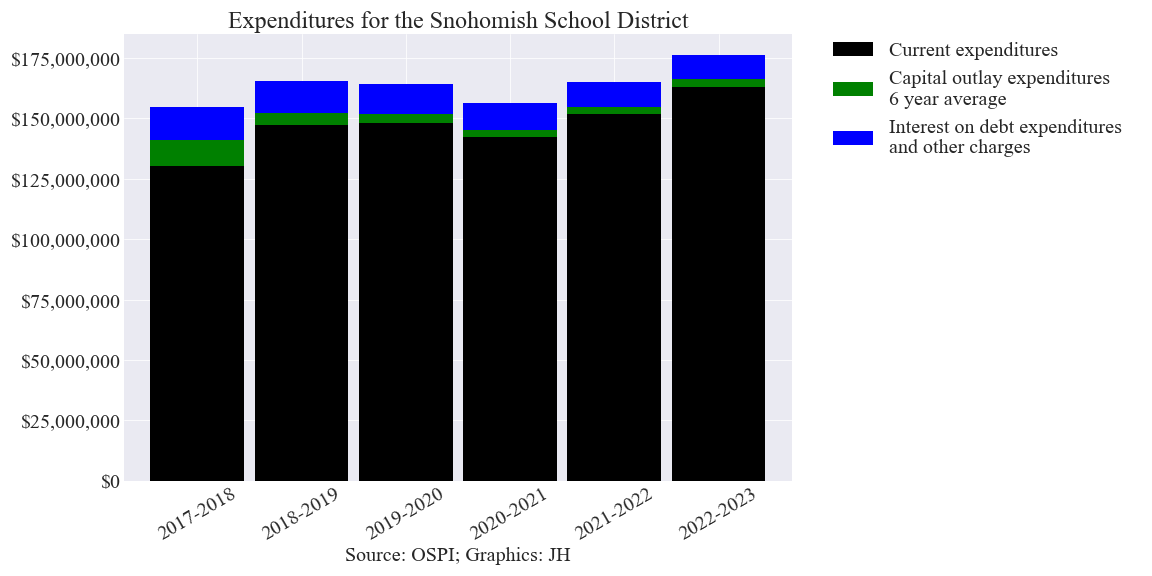 Expenditures for the Snohomish School District
$175,000,000
$150,000,000
$125,000,000
$100,000,000
$75,000,000
$50,000,000
$25,000,000
$0
2017-2018
2018-2019
2019-2020
2020-2021
2021-2022
2022-2023
Source: OSPI; Graphics: JH
Current expenditures
Capital outlay expenditures
6 year average
Interest on debt expenditures
and other charges